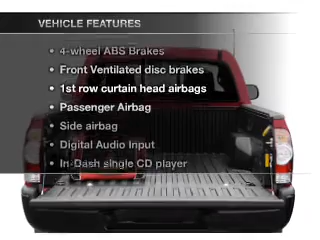 VEHICLE FEATURES
• 4-wheel ABS Brakes
• Front Ventilated disc brakes
• 1st row curtain head airbags
• Passenger Airbag
• Side airbag
• Digital Audio Input
• In-Dash single CD player